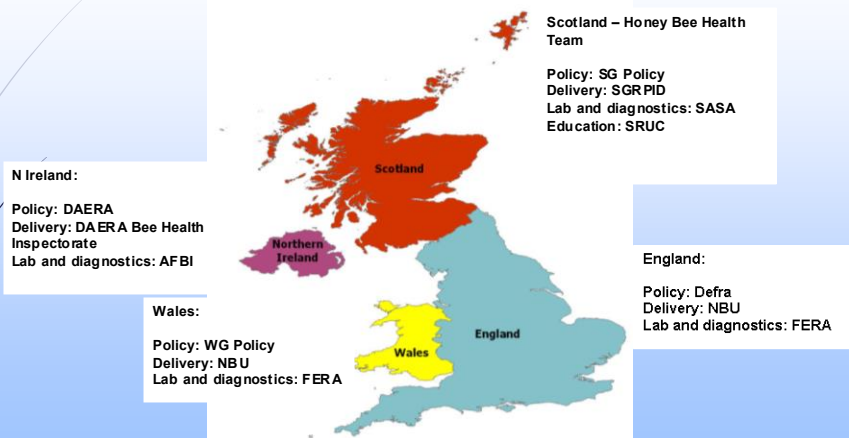 Scotland – Honey Bee Health
Team
Policy: SG Policy
Delivery: SGRPID
Lab and diagnostics: SASA
Education: SRUC
Scotland
N Ireland:
Policy: DAERA
Delivery: DAERA Bee Health
Inspectorate
Lab and diagnostics: AFBI
Northern
Ireland
England:
Policy: Defra
Delivery: NBU
Lab and diagnostics: FERA
Wales:
Policy: WG Policy
Delivery: NBU
Lab and diagnostics: FERA
Wales
England